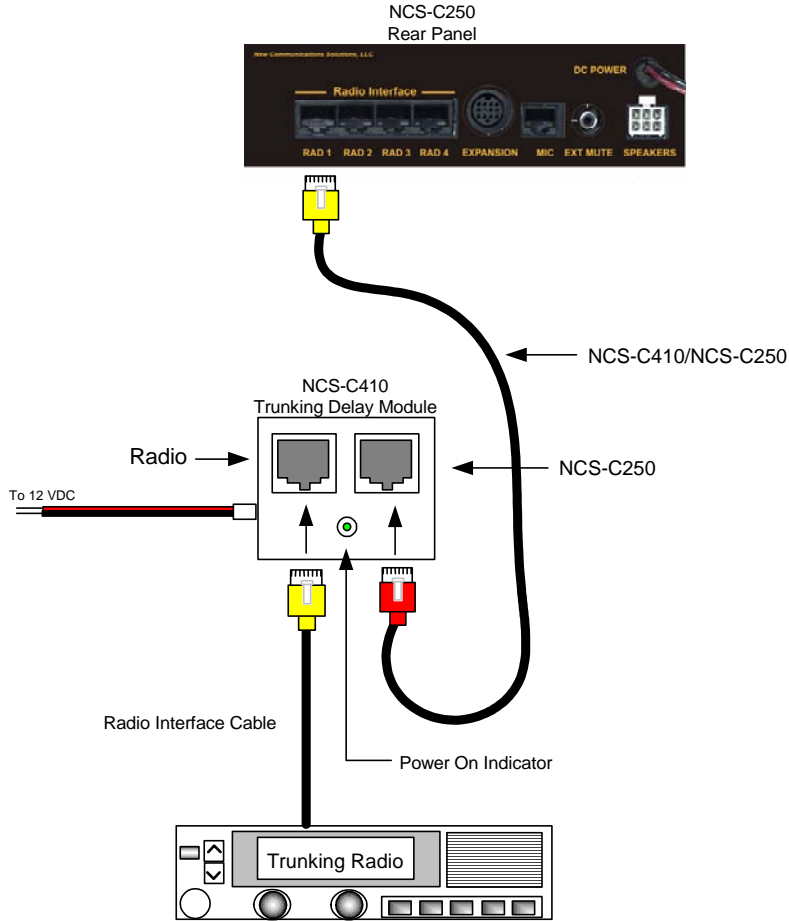 NCS-C250
Rear Panel
New Communications Solutions, LLC
DC POWER
Radio Interface
RAD 1 RAD 2 RAD 3 RAD 4 EXPANSION MIC EXT MUTE SPEAKERS
NCS-C410/NCS-C250
NCS-C410
Trunking Delay Module
Radio
NCS-C250
To 12 VDC
Radio Interface Cable
Power On Indicator
Trunking Radio